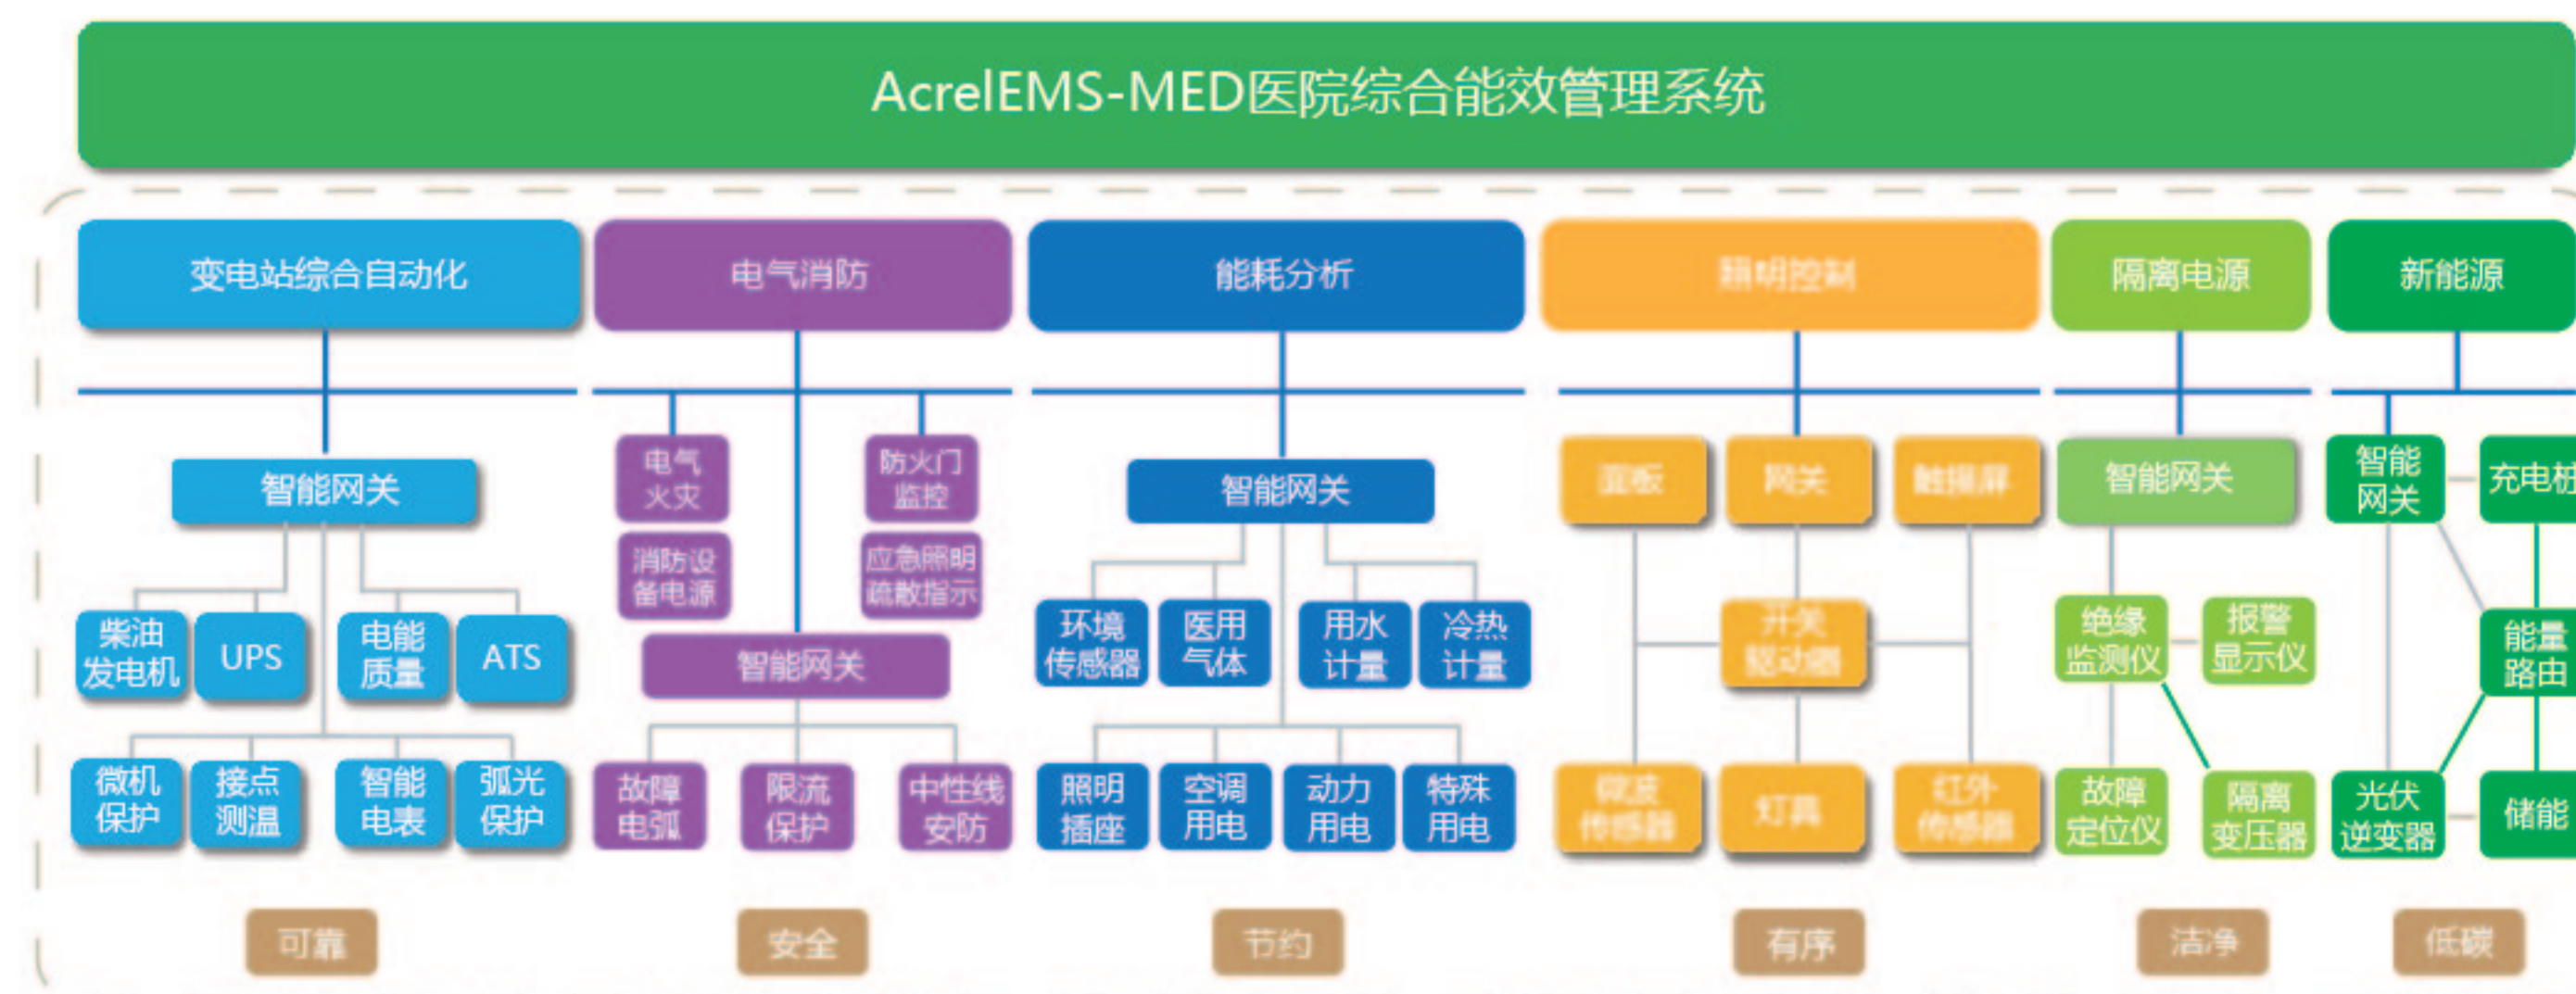 AcrelEMS-MED医院综合能效管理系统
变电站综合自动化
电气消防
能耗分析
照明控制
隔离电源
新能源
智能网关
柴油
发电机
UPS
电能
质量
ATS
微机
保护
接点
测温
智能
电表
弧光
保护
可靠
电气
火灾
防火门
监控
消防设
备电源
应急照明
疏散指示
智能网关
故障
电弧
限流
保护
中性线
安防
安全
智能网关
环境
传感器
医用
气体
用水
计量
冷热
计量
照明
插座
空调
用电
动力
用电
特殊
用电
节约
面板
网关
触摸屏
开关
驱动器
微波
传感器
灯具
红外
传感器
有序
智能网关
绝缘
监测仪
报警
显示仪
故障
定位仪
隔离
变压器
洁净
智能
网关
充电桩
能量
路由
光伏
逆变器
储能
低碳